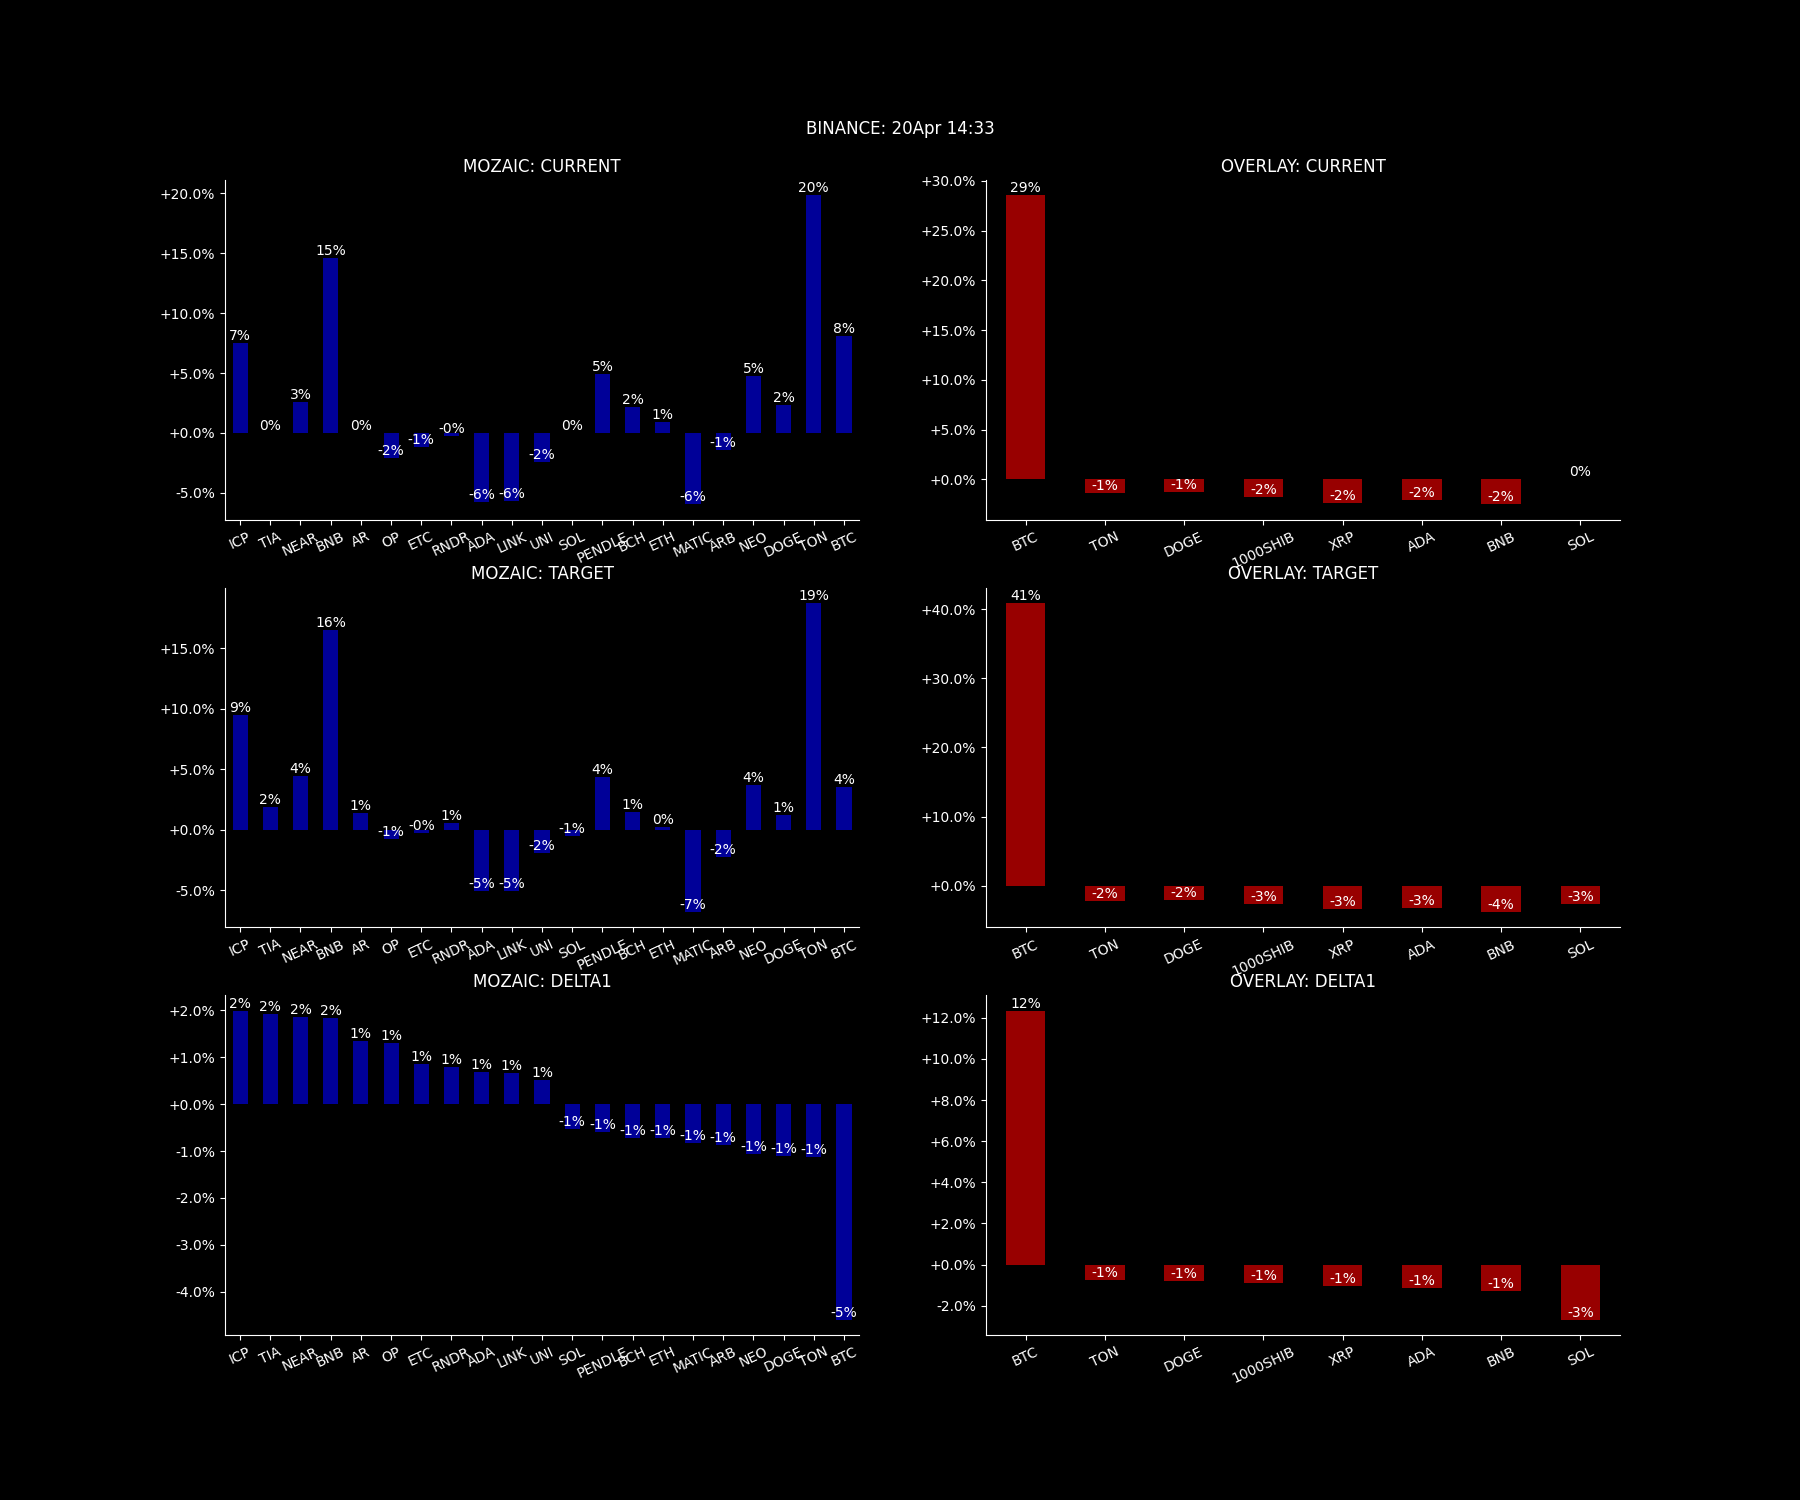 BINANCE: 20Apr 14:33
MOZAIC: CURRENT
+20.0%
+15.0%
+10.0%
+5.0%
+0.0%
-5.0%
7% 0% 3% 15% 0% -2% -1% -0% -6% -6% -2% 0% 5% 2% 1% -6% -1% 5% 2% 20% 8%
ICP TIA NEAR BNB AR OP ETC RNDR ADA LINK UNI SOL PENDLE BCH ETH MATIC ARB NEO DOGE TON BTC
OVERLAY: CURRENT
+30.0%
+25.0%
+20.0%
+15.0%
+10.0%
+5.0%
+0.0%
29% -1% -1% -2% -2% -2% -2% 0%
BTC TON DOGE 1000SHIB XRP ADA BNB SOL
MOZAIC: TARGET
+15.0%
+10.0%
+5.0%
+0.0%
-5.0%
9% 2% 4% 16% 1% -1% -0% 1% -5% -5% -2% -1% 4% 1% 0% -7% -2% 4% 1% 19% 4%
ICP TIA NEAR BNB AR OP ETC RNDR ADA LINK UNI SOL PENDLE BCH ETH MATIC ARB NEO DOGE TON BTC
OVERLAY: TARGET
+40.0%
+30.0%
+20.0%
+10.0%
+0.0%
41% -2% -2% -3% -3% -3% -4% -3%
BTC TON DOGE 1000SHIB XRP ADA BNB SOL
MOZAIC: DELTA1
+2.0%
+1.0%
+0.0%
-1.0%
-2.0%
-3.0%
-4.0%
2% 2% 2% 2% 1% 1% 1% 1% 1% 1% 1% -1% -1% -1% -1% -1% -1% -1% -1% -1% -5%
ICP TIA NEAR BNB AR OP ETC RNDR ADA LINK UNI SOL PENDLE BCH ETH MATIC ARB NEO DOGE TON BTC
OVERLAY: DELTA1
+12.0%
+10.0%
+8.0%
+6.0%
+4.0%
+2.0%
+0.0%
-2.0%
12% -1% -1% -1% -1% -1% -1% -3%
BTC TON DOGE 1000SHIB XRP ADA BNB SOL